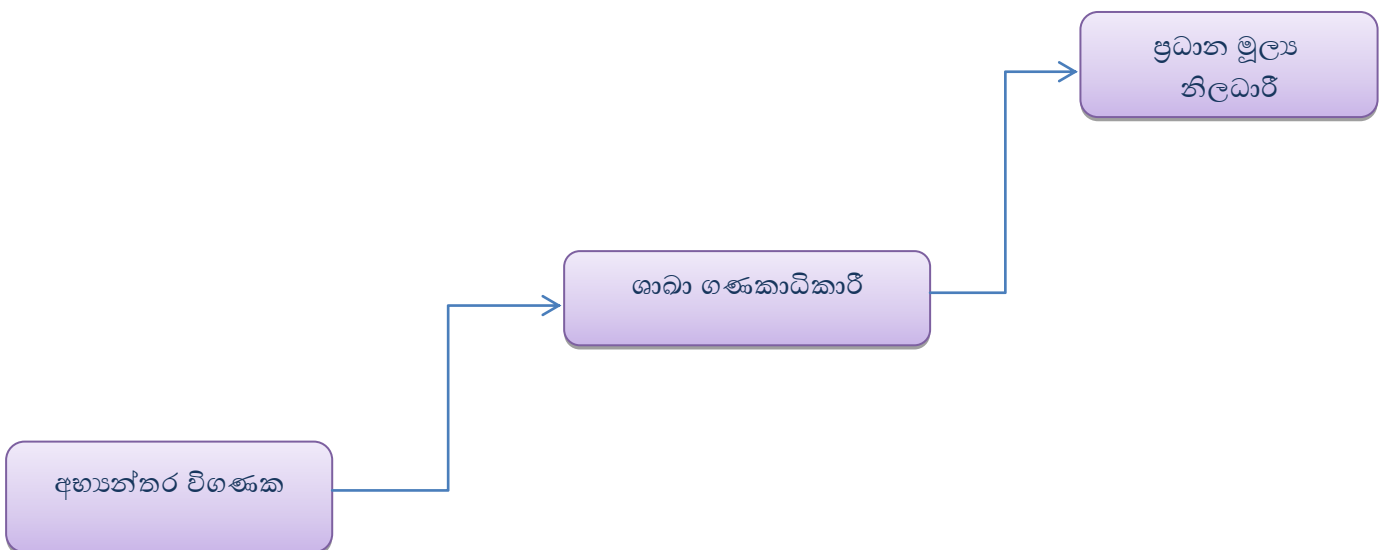 ප්‍රධාන මූල්‍ය
නිලධාරී
ශාඛා ගණකාධිකාරී
අභ්‍යන්තර විගණක